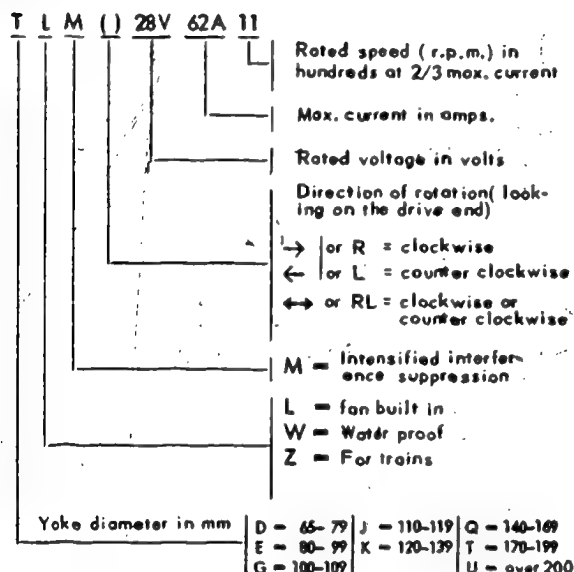 T L M () 28V 62A 11
Rated speed (r.p.m.) in
hundreds at 2/3 max. current
Max. current in amps.
Rated voltage in volts
Direction of rotation( look-
ing on the drive end)
→ or R = clockwise
← or L = counter clockwise
↔ or RL = clockwise or
counter clockwise
M = Intensified interfer-
ence suppression
L = fan built in
W = Water proof
Z = For trains
Yoke diameter in mm
D = 65-79
E = 80-99
G = 100-109
J = 110-119
K = 120-139
Q = 140-169
T = 170-199
U = over 200